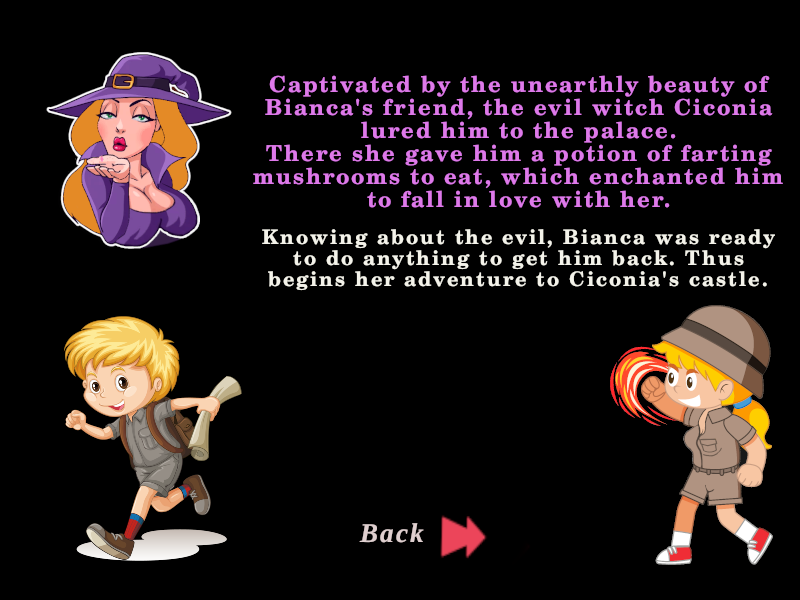 Captivated by the unearthly beauty of
Bianca's friend, the evil witch Ciconia
lured him to the palace.
There she gave him a potion of farting
mushrooms to eat, which enchanted him
to fall in love with her.
Knowing about the evil, Bianca was ready
to do anything to get him back. Thus
begins her adventure to Ciconia's castle.
Back